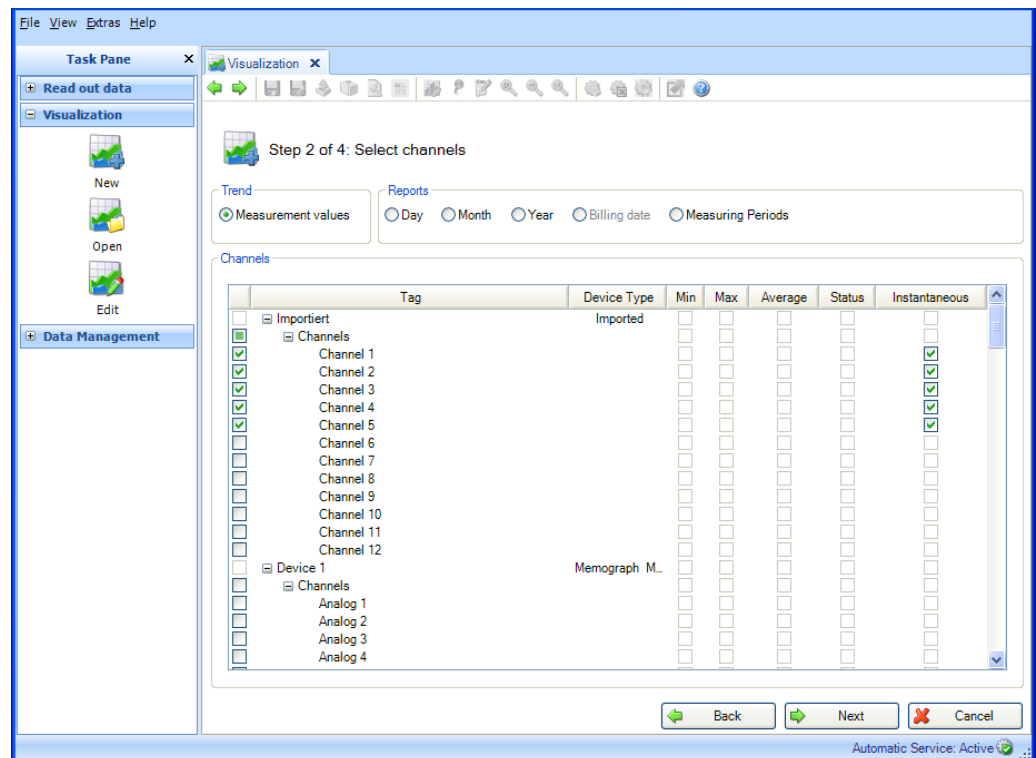 File View Extras Help
Task Pane
Visualization
Read out data
Visualization
New
Open
Edit
Data Management
Step 2 of 4: Select channels
Trend
Reports
Measurement values
Day
Month
Year
Billing date
Measuring Periods
Channels
Tag Device Type Min Max Average Status Instantaneous
Importiert Imported
Channels
Channel 1
Channel 2
Channel 3
Channel 4
Channel 5
Channel 6
Channel 7
Channel 8
Channel 9
Channel 10
Channel 11
Channel 12
Device 1 Memograph M...
Channels
Analog 1
Analog 2
Analog 3
Analog 4
Back
Next
Cancel
Automatic Service: Active